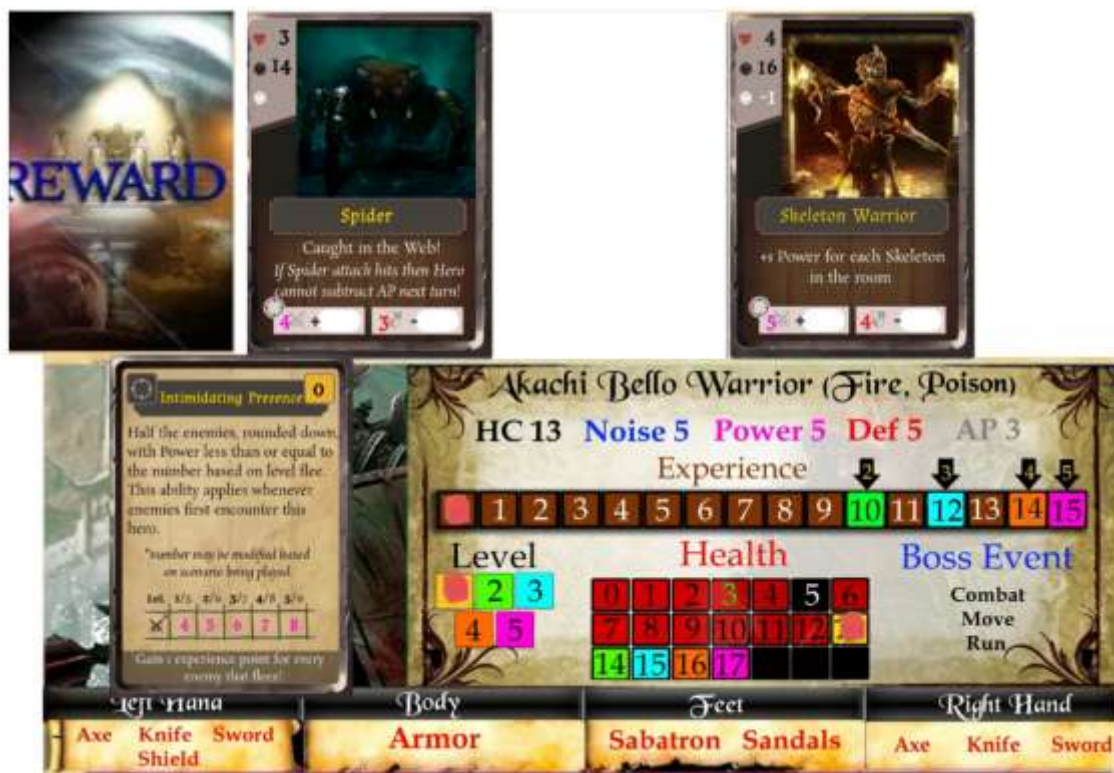 REWARD
3
14
Spider
Caught in the Web!
If Spider attack hits then Hero
cannot subtract AP next turn!
4 +
3 -
4
16
-1
Skeleton Warrior
+1 Power for each Skeleton
in the room
5 +
4 -
Intimidating Presence 0
Half the enemies, rounded down,
with Power less than or equal to
the number based on level flee.
This ability applies whenever
enemies first encounter this
hero.
*number may be modified based
on scenario being played
4 5 6 7 8
Gain 1 experience point for every
enemy that flees!
Akachi Bello Warrior (Fire, Poison)
HC 13 Noise 5 Power 5 Def 5 AP 3
Experience
2 3 4 5
1 2 3 4 5 6 7 8 9 10 11 12 13 14 15
Level
2 3
4 5
Health
0 1 2 3 4 5 6
7 8 9 10 11 12
14 15 16 17
Boss Event
Combat
Move
Run
Left Hand
Axe Knife Sword
Shield
Body
Armor
Feet
Sabatron Sandals
Right Hand
Axe Knife Sword